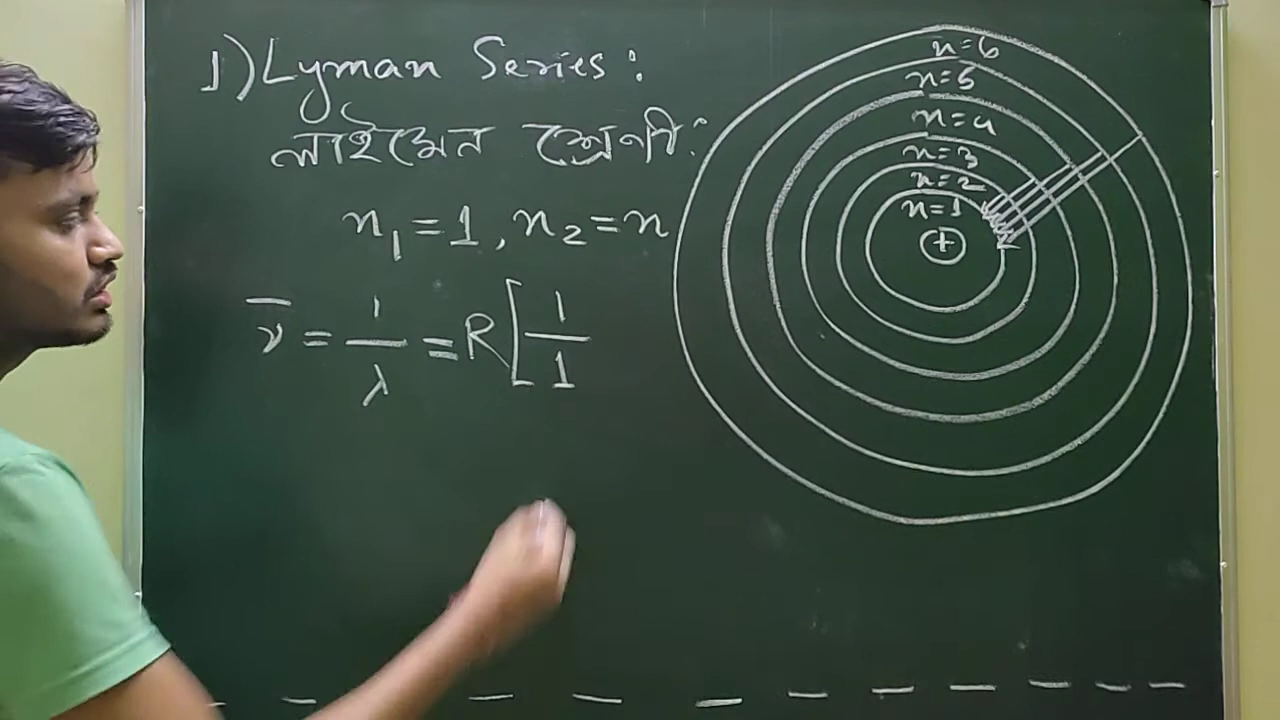 1) Lyman Series :
লাইমেন শ্রেণী :
n₁ = 1, n₂ = n
ν̅ = 1/λ = R [ 1/1
n=6
n=5
n=4
n=3
n=2
n=1
+